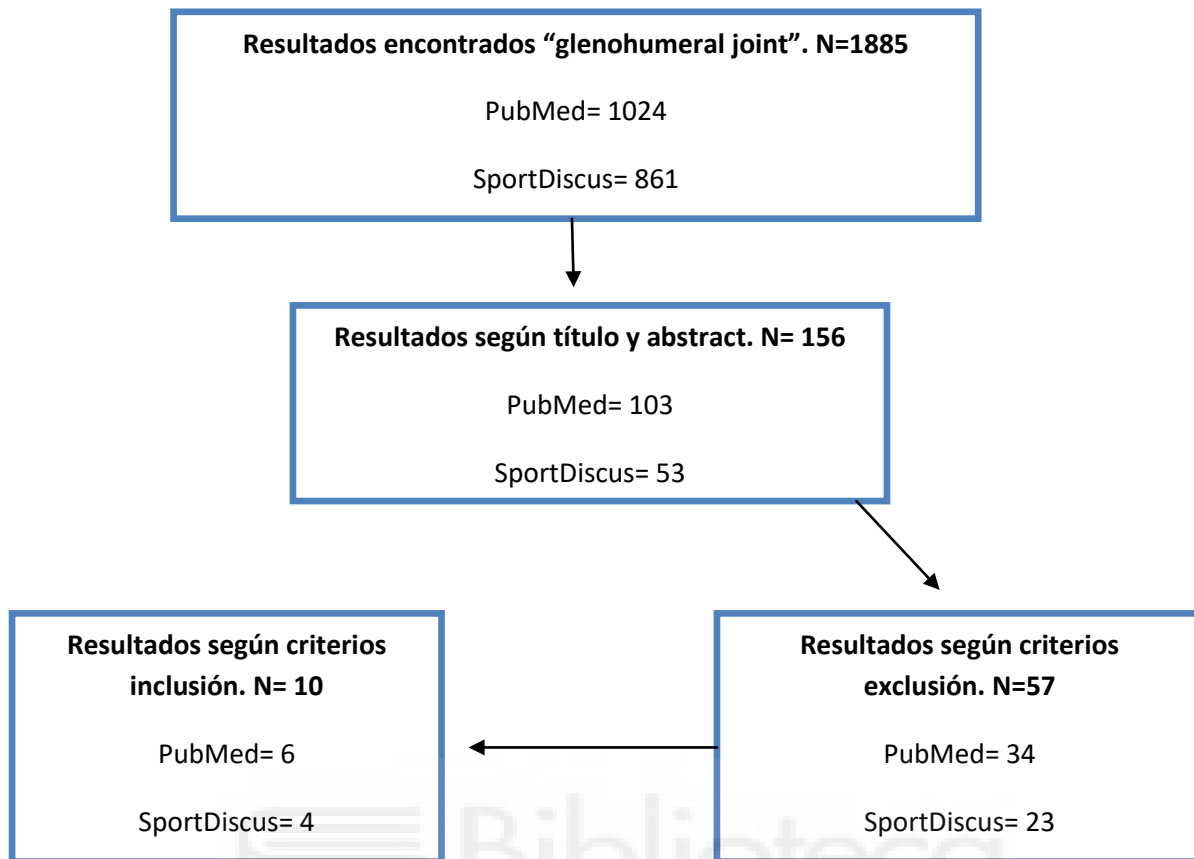 Resultados encontrados “glenohumeral joint”. N=1885
PubMed= 1024
SportDiscus= 861
Resultados según título y abstract. N= 156
PubMed= 103
SportDiscus= 53
Resultados según criterios
inclusión. N= 10
PubMed= 6
SportDiscus= 4
Resultados según criterios
exclusión. N=57
PubMed= 34
SportDiscus= 23
Biblioteca